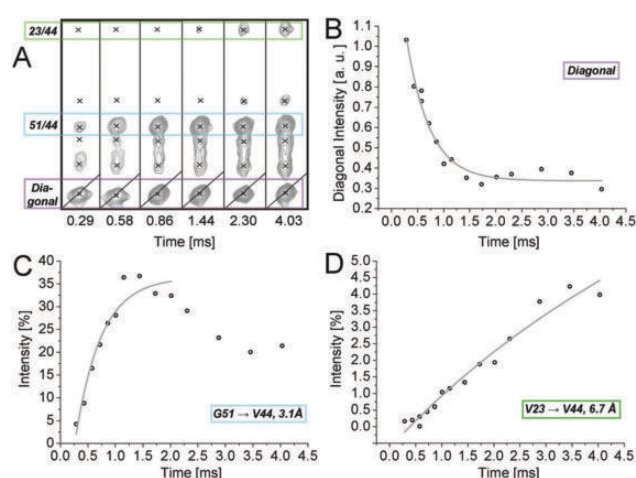 A
23/44
51/44
Dia-
gonal
0.29 0.58 0.86 1.44 2.30 4.03
Time [ms]
B
Diagonal Intensity [a. u.]
1.1
1.0
0.9
0.8
0.7
0.6
0.5
0.4
0.3
0.2
Diagonal
0.0 0.5 1.0 1.5 2.0 2.5 3.0 3.5 4.0 4.5
Time [ms]
C
Intensity [%]
40
35
30
25
20
15
10
5
0
G51 → V44, 3.1Å
0.0 0.5 1.0 1.5 2.0 2.5 3.0 3.5 4.0 4.5
Time [ms]
D
Intensity [%]
5.0
4.5
4.0
3.5
3.0
2.5
2.0
1.5
1.0
0.5
0.0
V23 → V44, 6.7 Å
0.0 0.5 1.0 1.5 2.0 2.5 3.0 3.5 4.0 4.5
Time [ms]